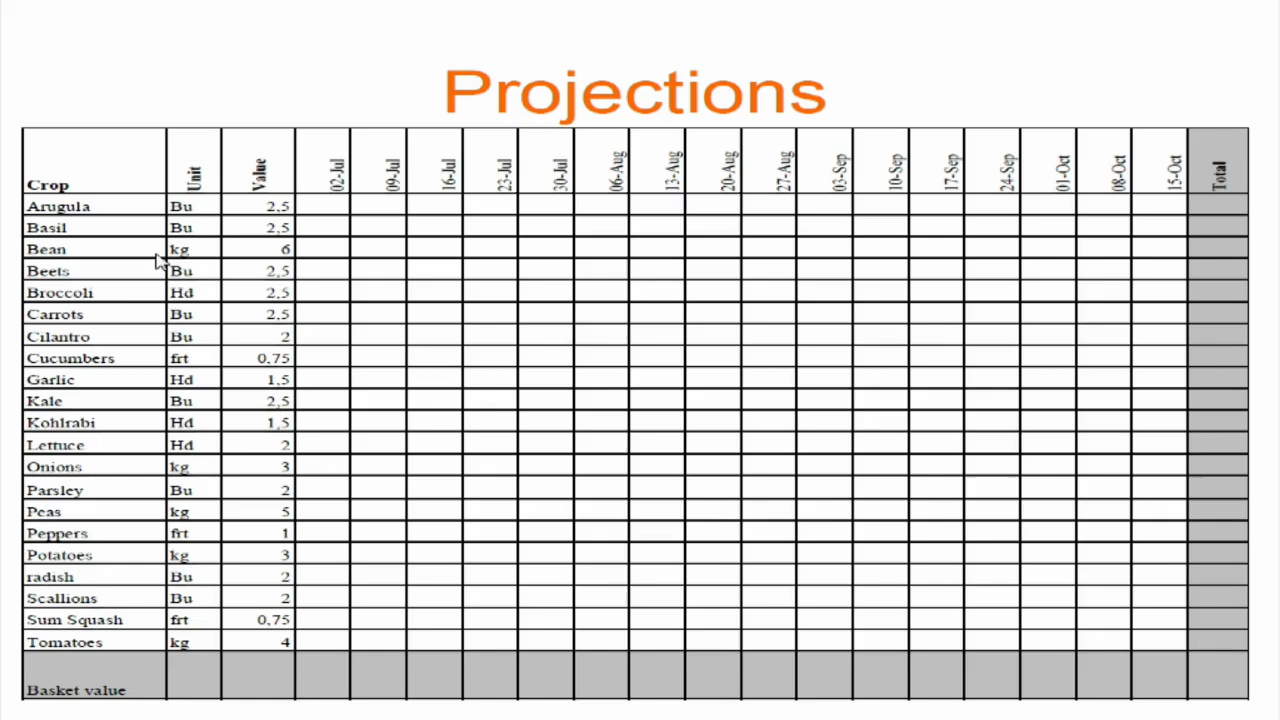 Projections
Crop Unit Value 02-Jul 09-Jul 16-Jul 23-Jul 30-Jul 06-Aug 13-Aug 20-Aug 27-Aug 03-Sep 10-Sep 17-Sep 24-Sep 01-Oct 08-Oct 15-Oct Total
Arugula Bu 2,5
Basil Bu 2,5
Bean kg 6
Beets Bu 2,5
Broccoli Hd 2,5
Carrots Bu 2,5
Cilantro Bu 2
Cucumbers frt 0,75
Garlic Hd 1,5
Kale Bu 2,5
Kohlrabi Hd 1,5
Lettuce Hd 2
Onions kg 3
Parsley Bu 2
Peas kg 5
Peppers frt 1
Potatoes kg 3
radish Bu 2
Scallions Bu 2
Sum Squash frt 0,75
Tomatoes kg 4
Basket value